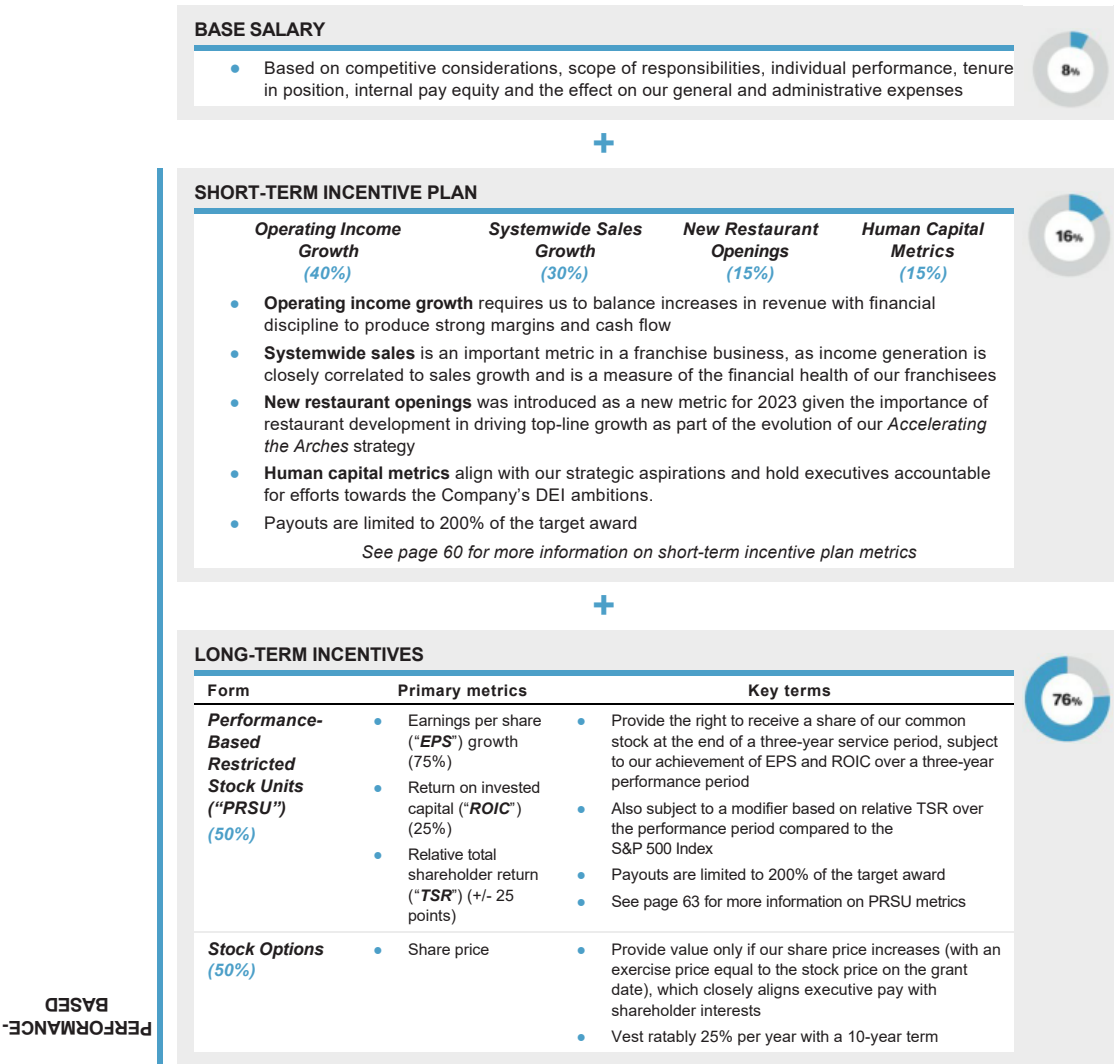 BASE SALARY
● Based on competitive considerations, scope of responsibilities, individual performance, tenure
in position, internal pay equity and the effect on our general and administrative expenses
8%
+
SHORT-TERM INCENTIVE PLAN
Operating Income Systemwide Sales New Restaurant Human Capital
Growth Growth Openings Metrics
(40%) (30%) (15%) (15%)
16%
● Operating income growth requires us to balance increases in revenue with financial
discipline to produce strong margins and cash flow
● Systemwide sales is an important metric in a franchise business, as income generation is
closely correlated to sales growth and is a measure of the financial health of our franchisees
● New restaurant openings was introduced as a new metric for 2023 given the importance of
restaurant development in driving top-line growth as part of the evolution of our Accelerating
the Arches strategy
● Human capital metrics align with our strategic aspirations and hold executives accountable
for efforts towards the Company's DEI ambitions.
● Payouts are limited to 200% of the target award
See page 60 for more information on short-term incentive plan metrics
+
LONG-TERM INCENTIVES
76%
Form Primary metrics Key terms
Performance-
Based
Restricted
Stock Units
("PRSU")
(50%)
● Earnings per share
("EPS") growth
(75%)
● Return on invested
capital ("ROIC")
(25%)
● Relative total
shareholder return
("TSR") (+/- 25
points)
● Provide the right to receive a share of our common
stock at the end of a three-year service period, subject
to our achievement of EPS and ROIC over a three-year
performance period
● Also subject to a modifier based on relative TSR over
the performance period compared to the
S&P 500 Index
● Payouts are limited to 200% of the target award
● See page 63 for more information on PRSU metrics
Stock Options
(50%)
● Share price
● Provide value only if our share price increases (with an
exercise price equal to the stock price on the grant
date), which closely aligns executive pay with
shareholder interests
● Vest ratably 25% per year with a 10-year term
PERFORMANCE-
BASED